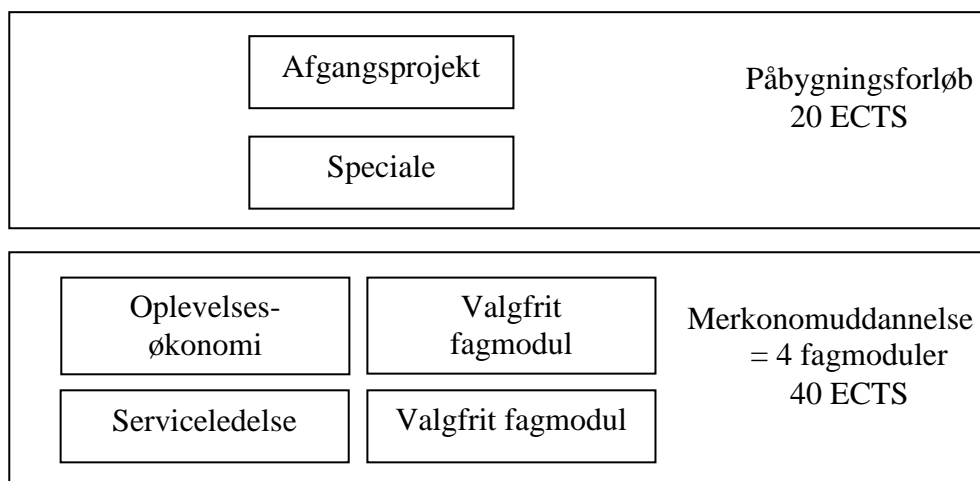 Afgangsprojekt
Speciale
Påbygningsforløb
20 ECTS
Oplevelses-
økonomi
Valgfrit
fagmodul
Serviceledelse
Valgfrit fagmodul
Merkonomuddannelse
= 4 fagmoduler
40 ECTS